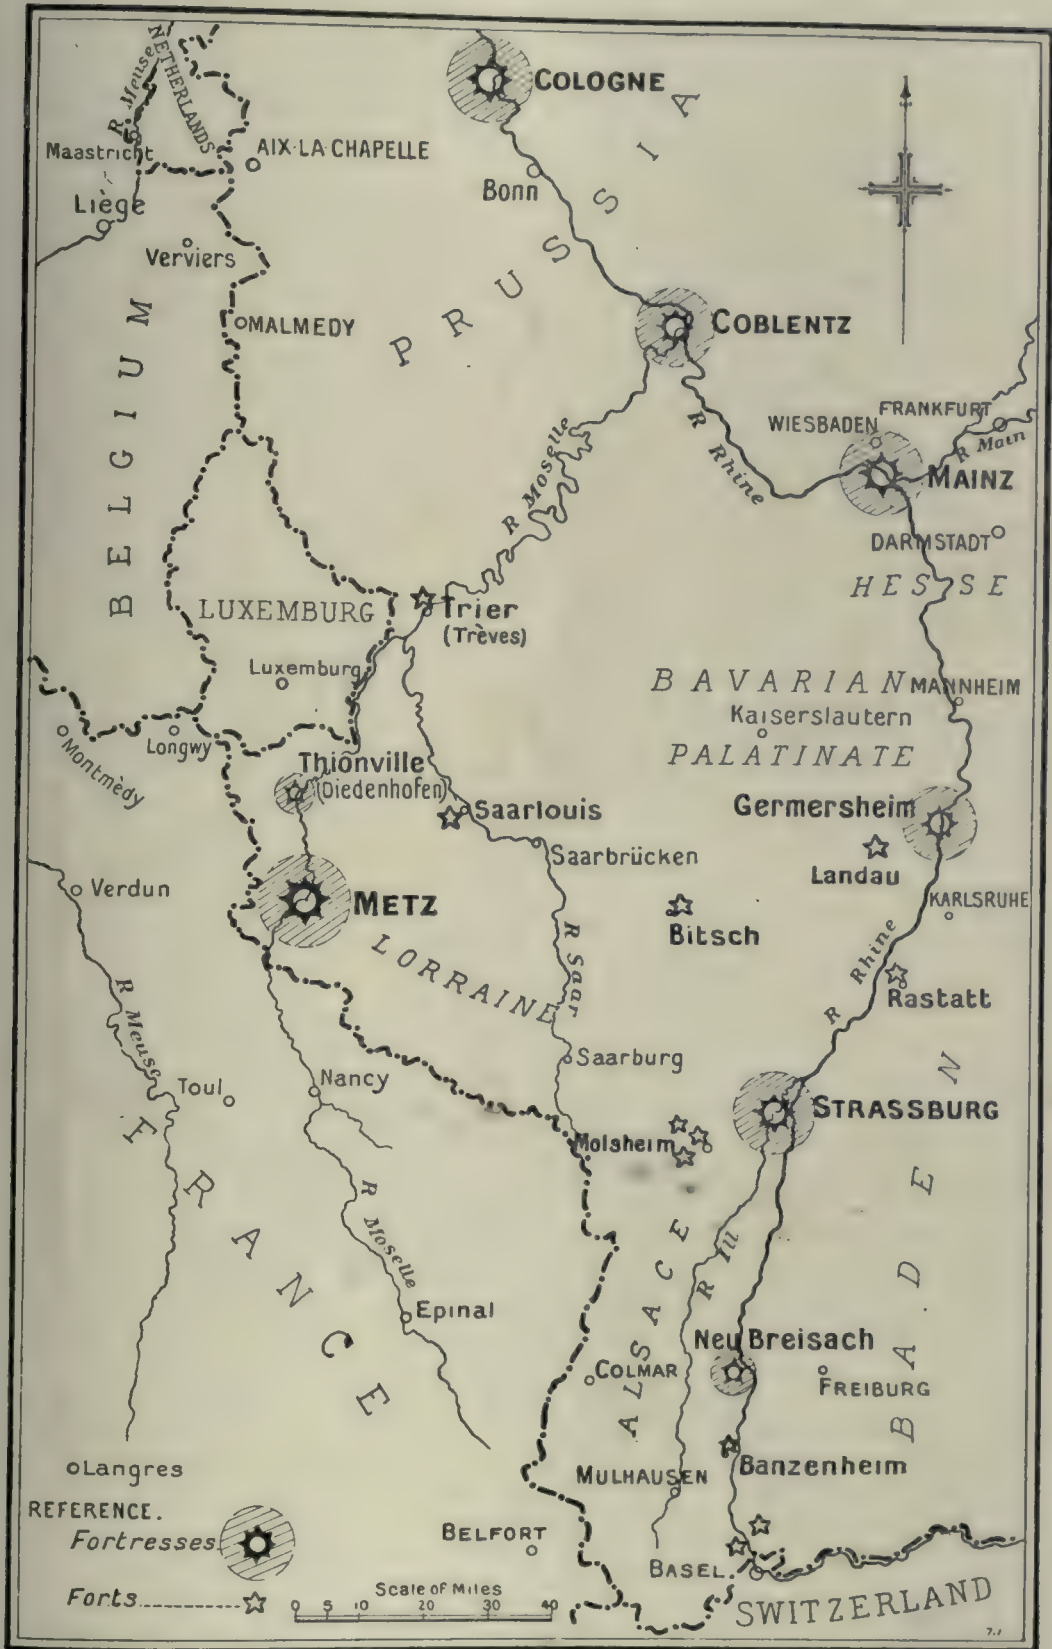 R Meuse
NETHERLANDS
COLOGNE
Maastricht
AIX-LA-CHAPELLE
Bonn
Liège
Verviers
PRUSSIA
BELGIUM
MALMEDY
COBLENTZ
R Moselle
R Rhine
WIESBADEN
FRANKFURT
R Main
MAINZ
DARMSTADT
HESSE
LUXEMBURG
Trier
(Trèves)
Luxemburg
BAVARIAN
MANNHEIM
Kaiserslautern
PALATINATE
Montmèdy
Longwy
Thionville
(Diedenhofen)
Saarlouis
Germersheim
Saarbrücken
Landau
Verdun
METZ
Bitsch
KARLSRUHE
LORRAINE
R Saar
R Rhine
Rastatt
R Meuse
Toul
Nancy
Saarburg
STRASSBURG
Molsheim
FRANCE
R Moselle
ALSACE
R Ill
BADEN
Epinal
Neu Breisach
COLMAR
FREIBURG
Langres
MULHAUSEN
Banzenheim
REFERENCE.
Fortresses
BELFORT
BASEL.
Forts
Scale of Miles
0 5 10 20 30 40
SWITZERLAND